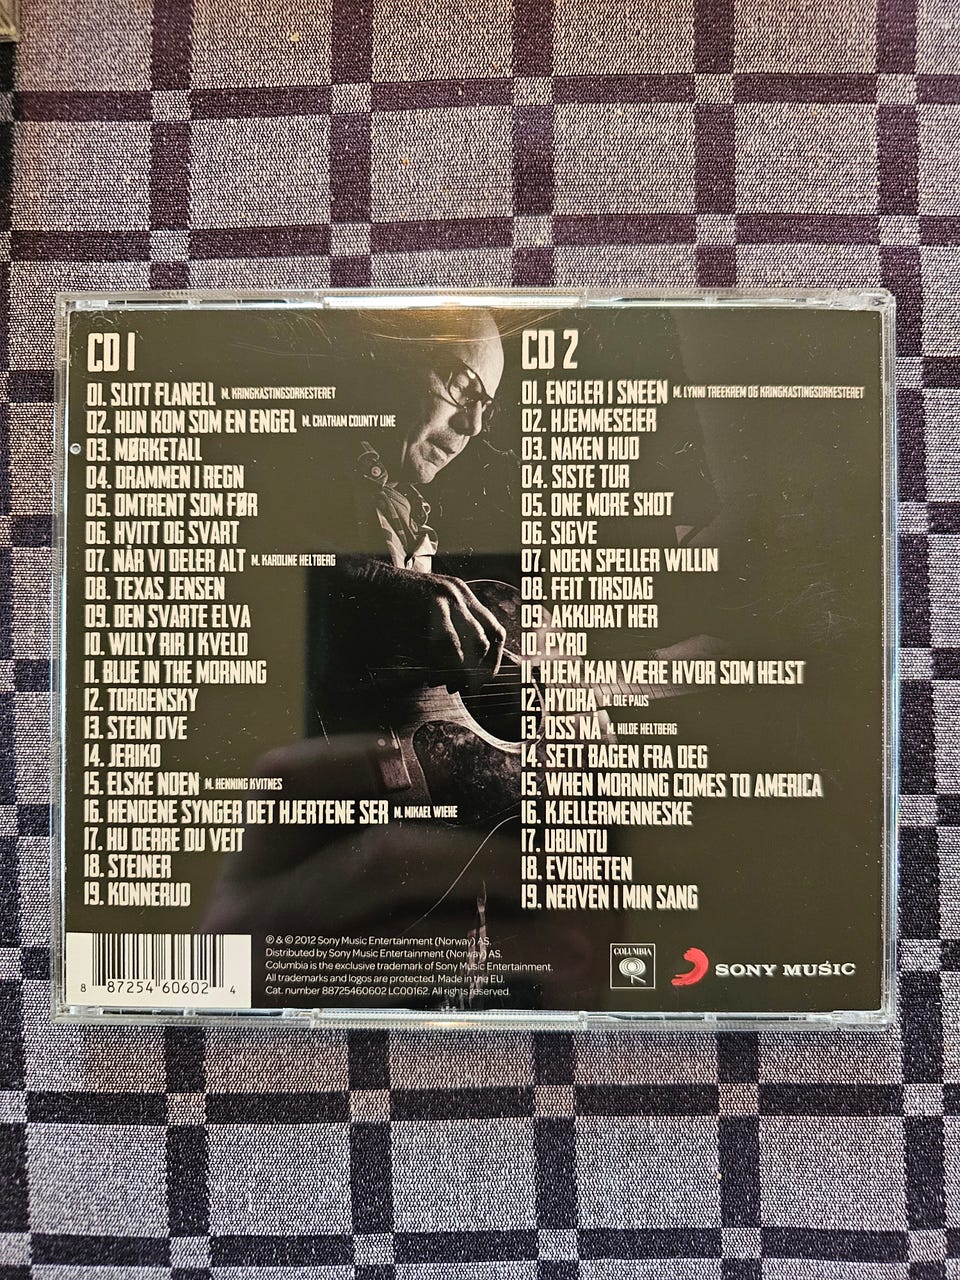 CD 1
01. SLITT FLANELL M. KRINGKASTINGSORKESTERET
02. HUN KOM SOM EN ENGEL M. CHATHAM COUNTY LINE
03. MØRKETALL
04. DRAMMEN I REGN
05. OMTRENT SOM FØR
06. HVITT OG SVART
07. NÅR VI DELER ALT M. KAROLINE HELTBERG
08. TEXAS JENSEN
09. DEN SVARTE ELVA
10. WILLY RIR I KVELD
11. BLUE IN THE MORNING
12. TORDENSKY
13. STEIN OVE
14. JERIKO
15. ELSKE NOEN M. HENNING KVITNES
16. HENDENE SYNGER DET HJERTENE SER M. MIKAEL WIEHE
17. HU DERRE DU VEIT
18. STEINER
19. KONNERUD
CD 2
01. ENGLER I SNEEN M. LYNNI TREEKREM OG KRINGKASTINGSORKESTERET
02. HJEMMESEIER
03. NAKEN HUD
04. SISTE TUR
05. ONE MORE SHOT
06. SIGVE
07. NOEN SPELLER WILLIN
08. FEIT TIRSDAG
09. AKKURAT HER
10. PYRO
11. HJEM KAN VÆRE HVOR SOM HELST
12. HYDRA M. OLE PAUS
13. OSS NÅ M. HILDE HELTBERG
14. SETT BAGEN FRA DEG
15. WHEN MORNING COMES TO AMERICA
16. KJELLERMENNESKE
17. UBUNTU
18. EVIGHETEN
19. NERVEN I MIN SANG
8 87254 60602 4
℗ & © 2012 Sony Music Entertainment (Norway) AS.
Distributed by Sony Music Entertainment (Norway) AS.
Columbia is the exclusive trademark of Sony Music Entertainment.
All trademarks and logos are protected. Made in the EU.
Cat. number 88725460602 LC00162. All rights reserved.
COLUMBIA
SONY MUSIC